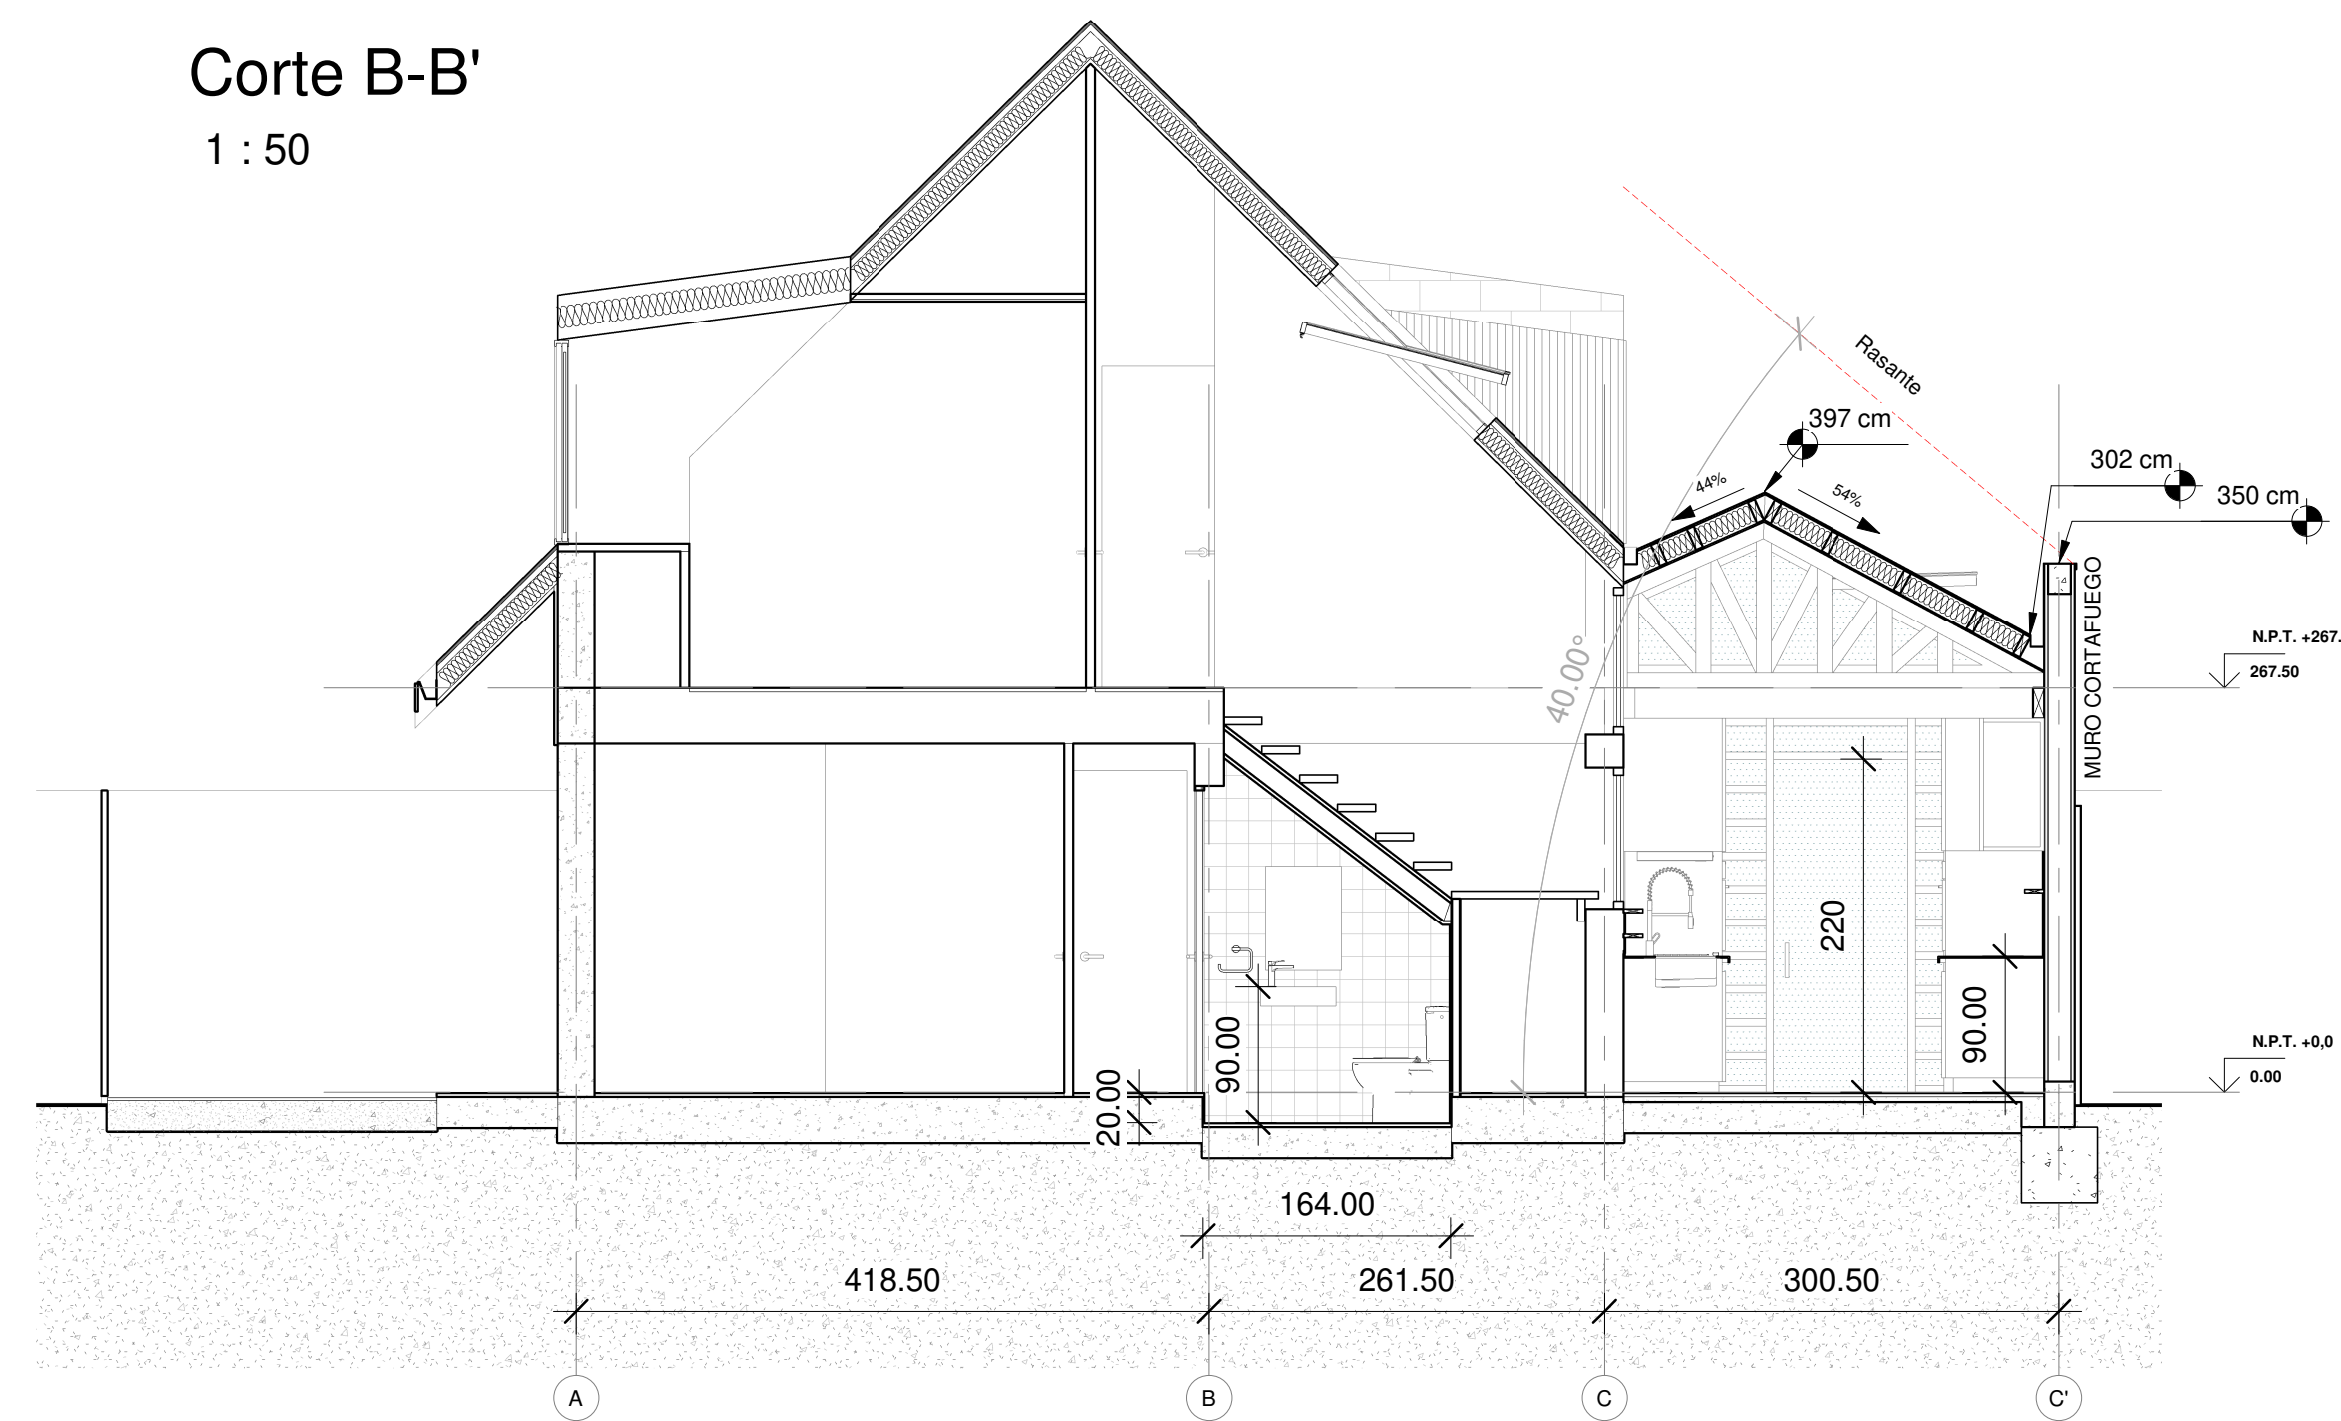 Corte B-B'
1 : 50
Rasante
397 cm
302 cm
350 cm
44%
54%
MURO CORTAFUEGO
N.P.T. +267.
267.50
40.00°
220
90.00
90.00
20.00
N.P.T. +0,0
0.00
164.00
418.50
261.50
300.50
A
B
C
C'